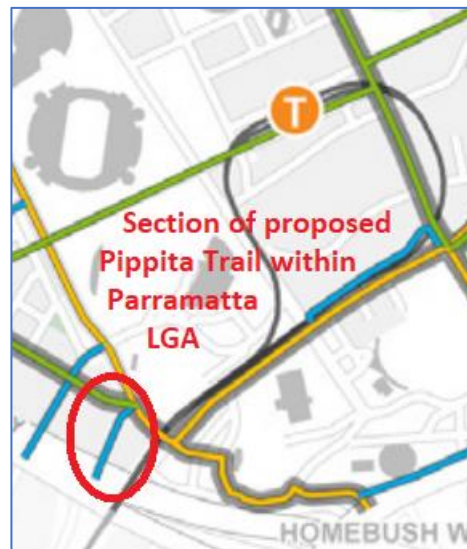 T
Section of proposed
Pippita Trail within
Parramatta
LGA
HOMEBUSH W